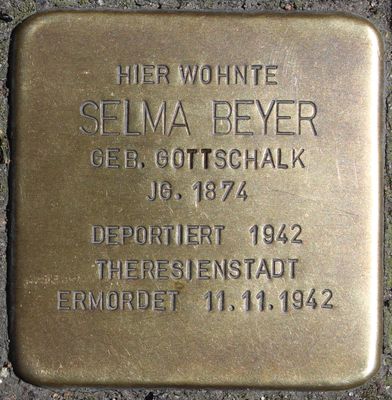 HIER WOHNTE
SELMA BEYER
GEB. GOTTSCHALK
JG. 1874
DEPORTIERT 1942
THERESIENSTADT
ERMORDET 11.11.1942